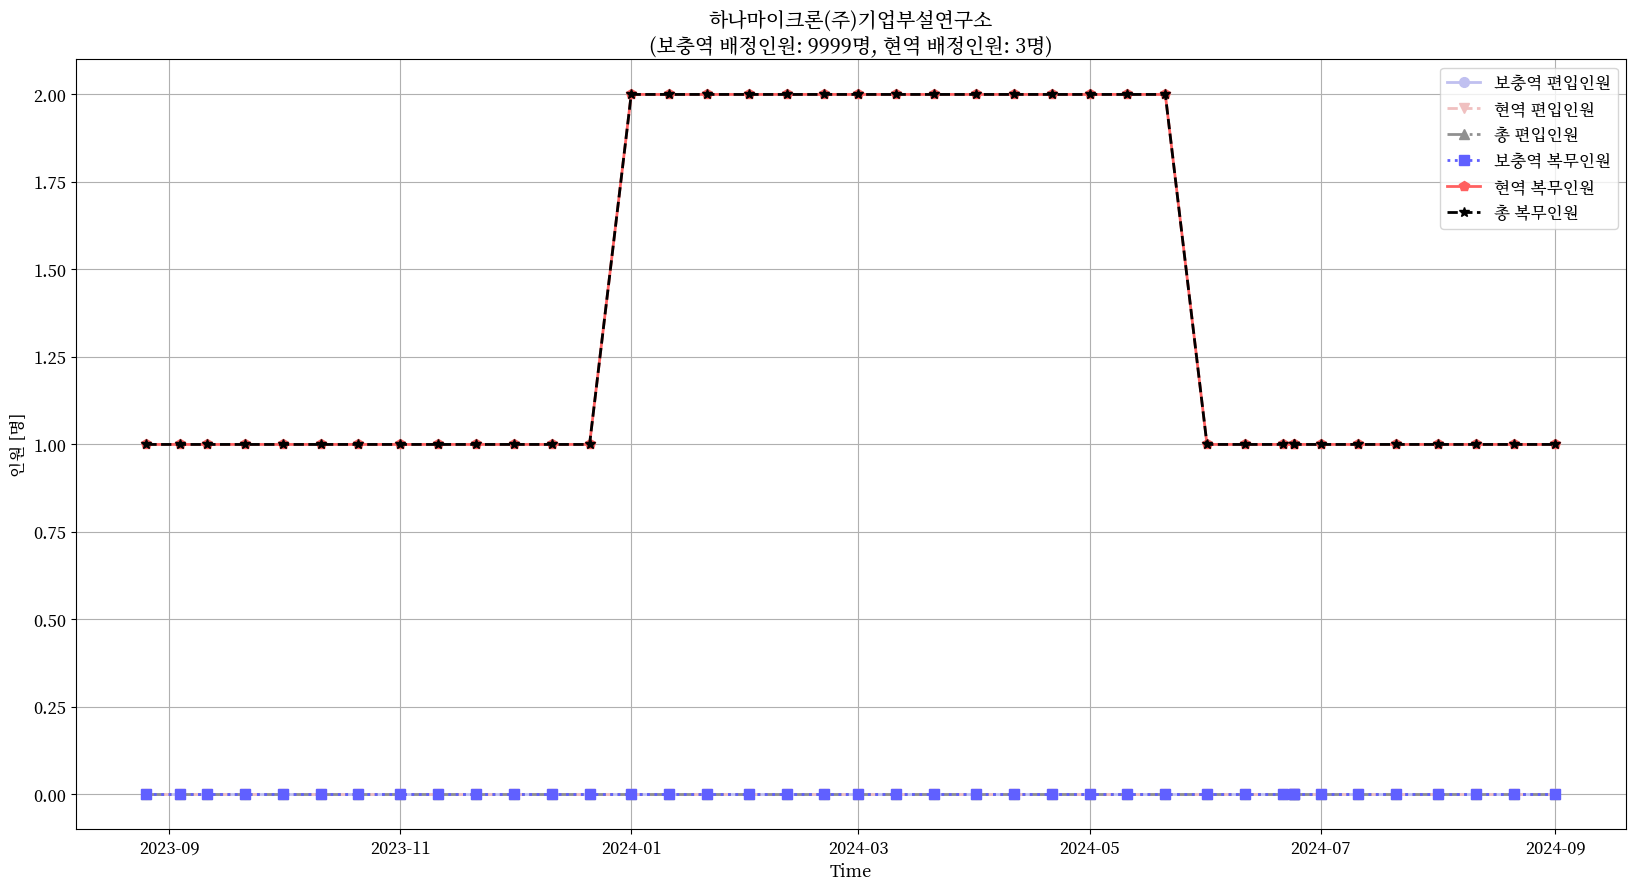 하나마이크론(주)기업부설연구소
(보충역 배정인원: 9999명, 현역 배정인원: 3명)
보충역 편입인원
현역 편입인원
총 편입인원
보충역 복무인원
현역 복무인원
총 복무인원
인원 [명]
2.00
1.75
1.50
1.25
1.00
0.75
0.50
0.25
0.00
2023-09 2023-11 2024-01 2024-03 2024-05 2024-07 2024-09
Time